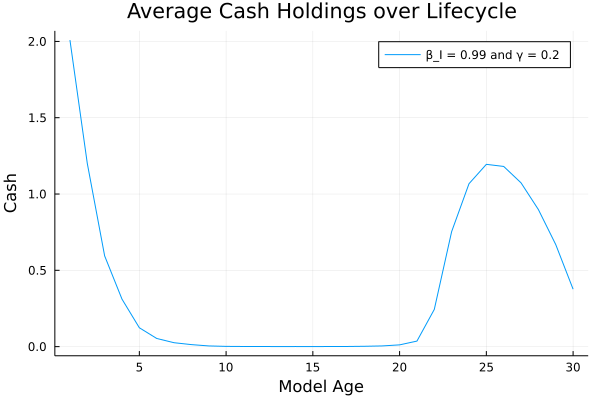 Average Cash Holdings over Lifecycle
β_I = 0.99 and γ = 0.2
Cash
2.0
1.5
1.0
0.5
0.0
5 10 15 20 25 30
Model Age